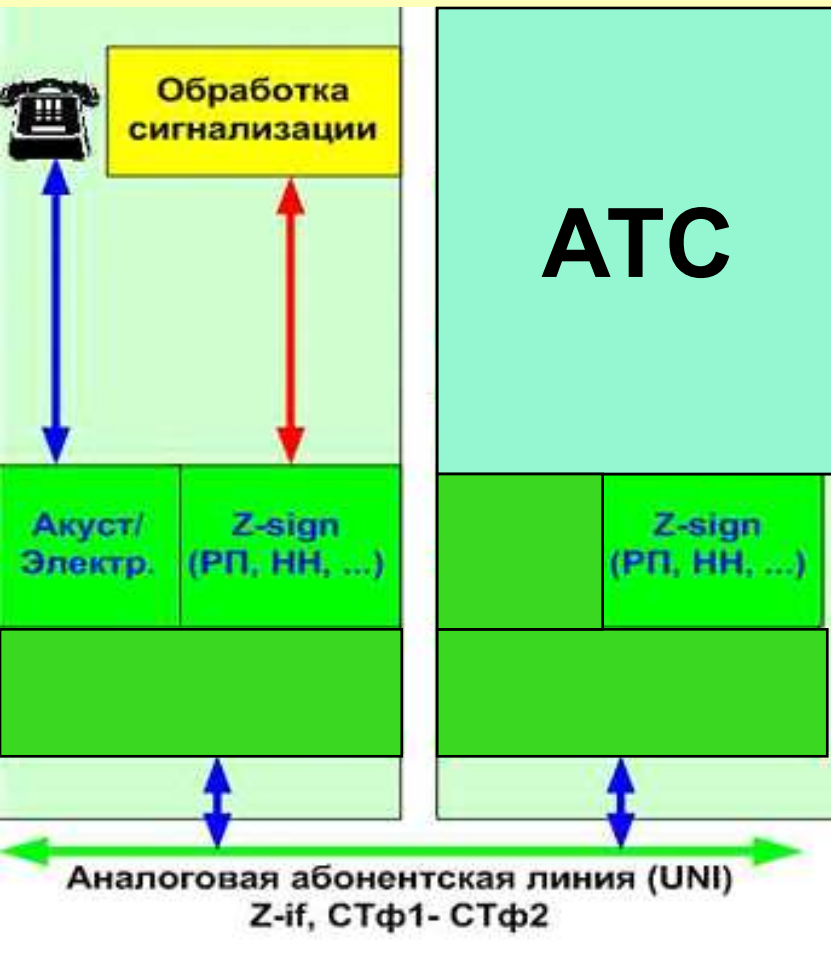 Обработка
сигнализации
АТС
Акуст/
Электр.
Z-sign
(РП, НН, ...)
Z-sign
(РП, НН, ...)
Аналоговая абонентская линия (UNI)
Z-if, СТф1- СТф2